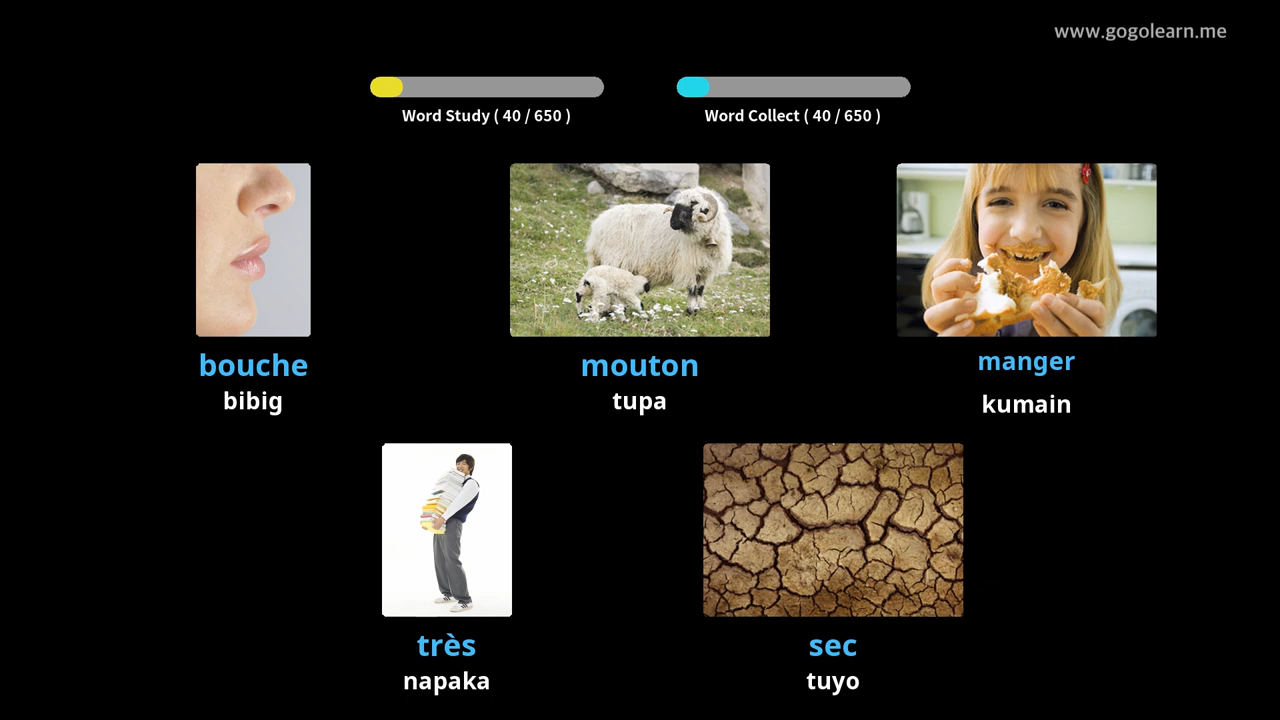 www.gogolearn.me
Word Study ( 40 / 650 )
Word Collect ( 40 / 650 )
bouche
bibig
mouton
tupa
manger
kumain
très
napaka
sec
tuyo